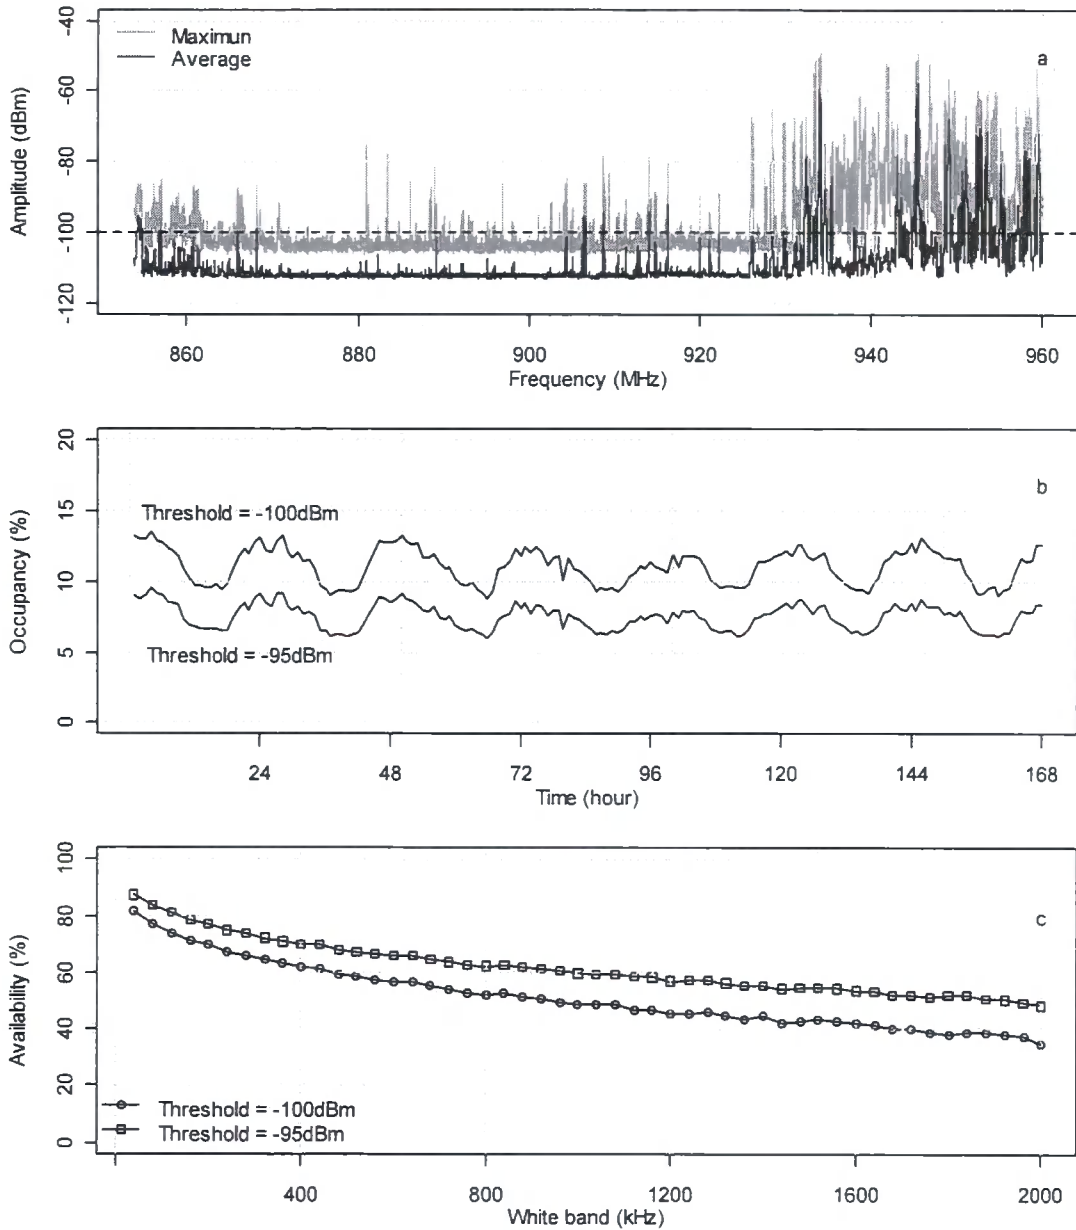 -40
-60
-80
-100
-120
Amplitude (dBm)
Maximun
Average
a
860
880
900
920
940
960
Frequency (MHz)
20
15
10
5
0
Occupancy (%)
b
Threshold = -100dBm
Threshold = -95dBm
24
48
72
96
120
144
168
Time (hour)
100
80
60
40
20
0
Availability (%)
c
Threshold = -100dBm
Threshold = -95dBm
400
800
1200
1600
2000
White band (kHz)